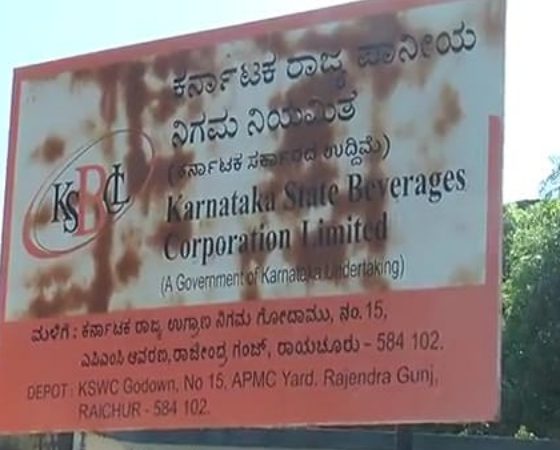 ಕರ್ನಾಟಕ ರಾಜ್ಯ ಪಾನೀಯ
ನಿಗಮ ನಿಯಮಿತ
(ಕರ್ನಾಟಕ ಸರ್ಕಾರದ ಉದ್ದಿಮೆ)
KSBCL
Karnataka State Beverages
Corporation Limited
(A Government of Karnataka Undertaking)
ಮಳಿಗೆ : ಕರ್ನಾಟಕ ರಾಜ್ಯ ಉಗ್ರಾಣ ನಿಗಮ ಗೋದಾಮು, ನಂ. 15,
ಎಪಿಎಂಸಿ ಆವರಣ, ರಾಜೇಂದ್ರ ಗಂಜ್, ರಾಯಚೂರು - 584 102.
DEPOT : KSWC Godown, No 15, APMC Yard. Rajendra Gunj,
RAICHUR - 584 102.